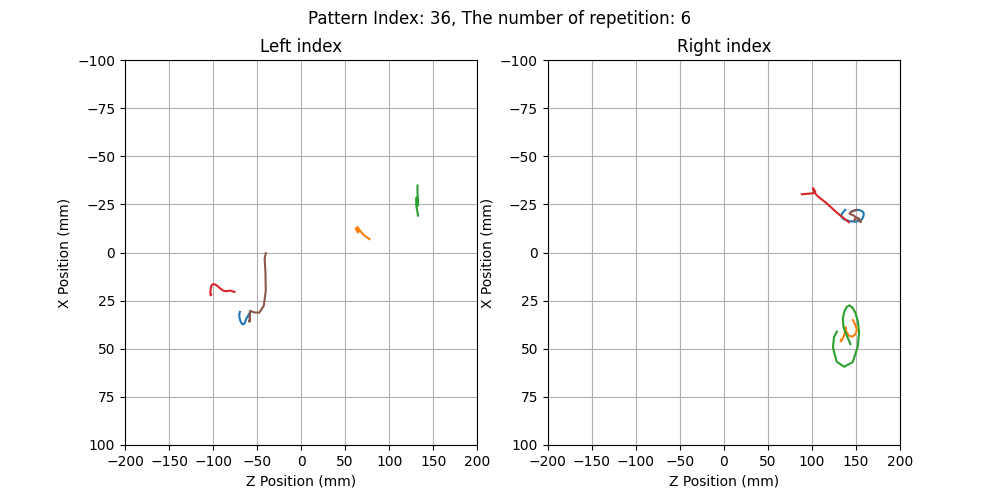 Pattern Index: 36, The number of repetition: 6
Left index
Right index
−100
−75
−50
−25
0
25
50
75
100
X Position (mm)
−200 −150 −100 −50 0 50 100 150 200
Z Position (mm)
−100
−75
−50
−25
0
25
50
75
100
X Position (mm)
−200 −150 −100 −50 0 50 100 150 200
Z Position (mm)